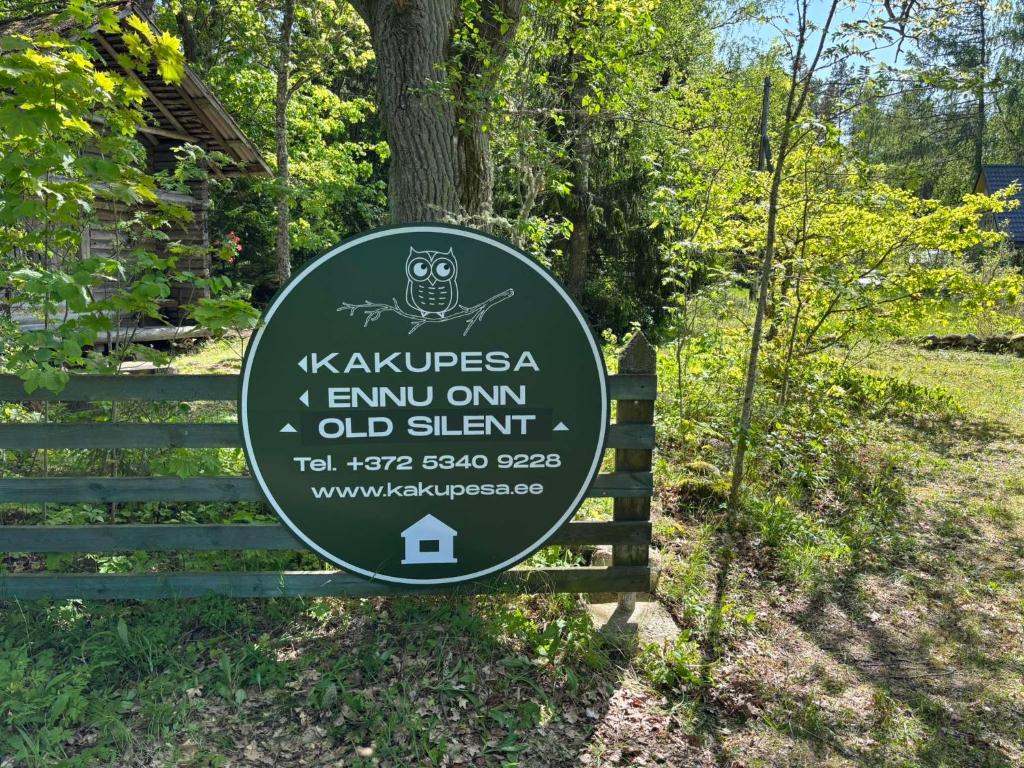 KAKUPESA
ENNU ONN
OLD SILENT
Tel. +372 5340 9228
www.kakupesa.ee